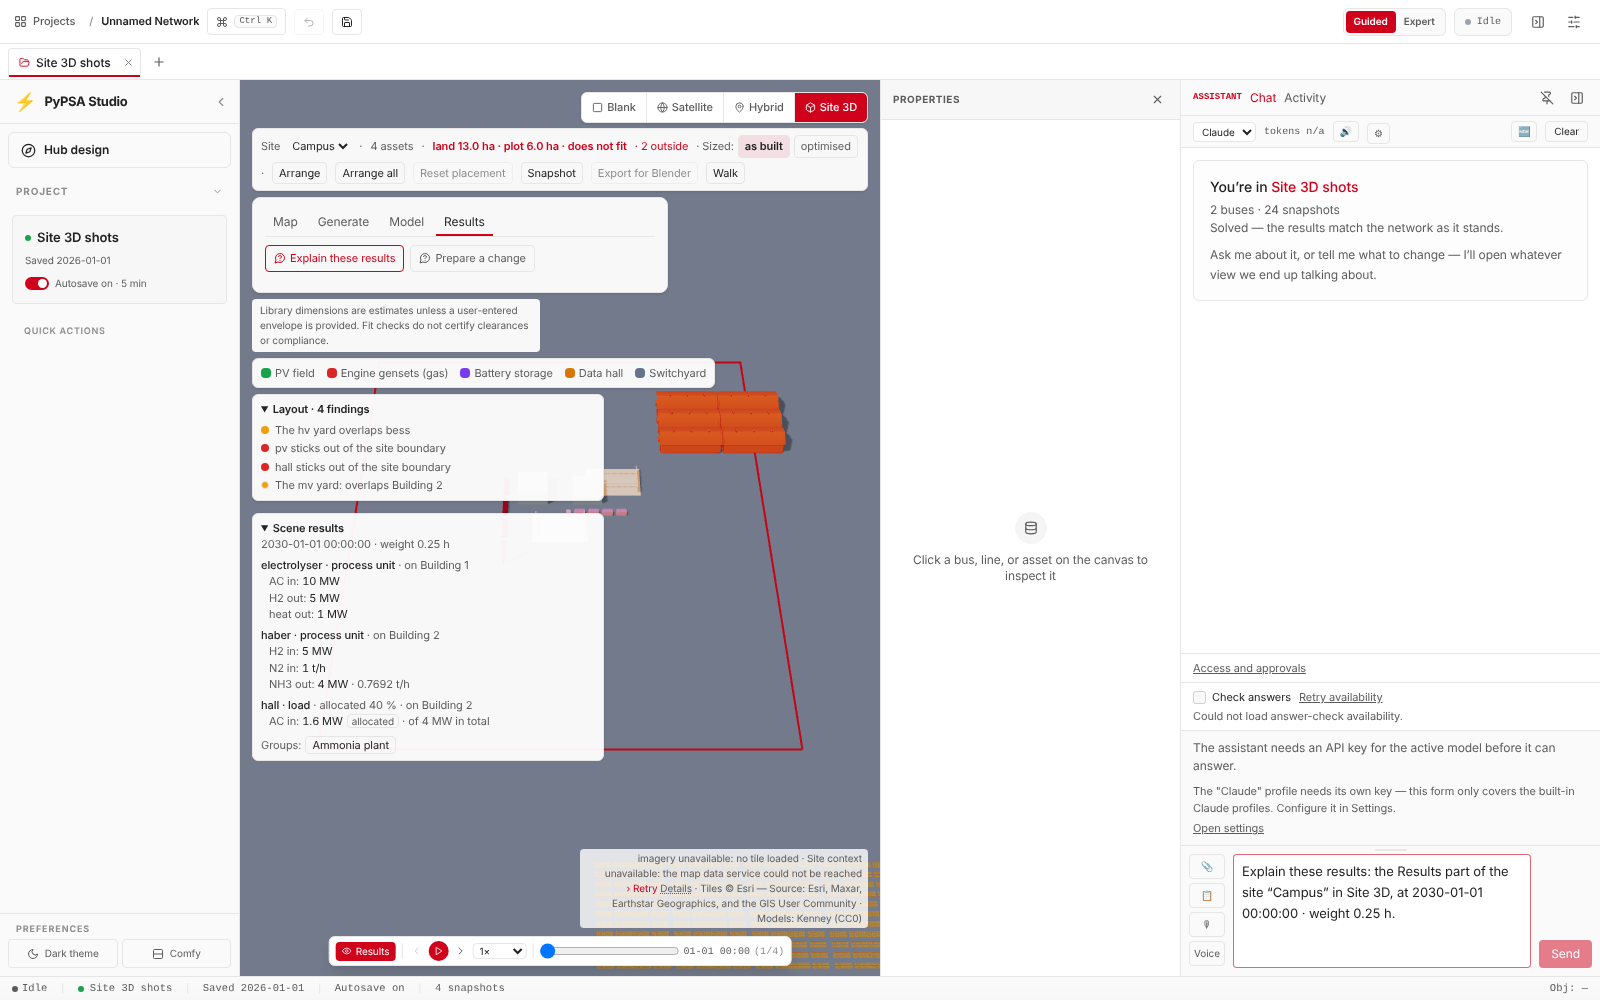 Projects / Unnamed Network Ctrl K
Guided Expert Idle
Site 3D shots
PyPSA Studio
Hub design
PROJECT
Site 3D shots
Saved 2026-01-01
Autosave on · 5 min
QUICK ACTIONS
PREFERENCES
Dark theme Comfy
Blank Satellite Hybrid Site 3D
Site Campus · 4 assets · land 13.0 ha · plot 6.0 ha · does not fit · 2 outside · Sized: as built optimised
· Arrange Arrange all Reset placement Snapshot Export for Blender Walk
Map Generate Model Results
Explain these results Prepare a change
Library dimensions are estimates unless a user-entered
envelope is provided. Fit checks do not certify clearances
or compliance.
PV field Engine gensets (gas) Battery storage Data hall Switchyard
Layout · 4 findings
The hv yard overlaps bess
pv sticks out of the site boundary
hall sticks out of the site boundary
The mv yard: overlaps Building 2
Scene results
2030-01-01 00:00:00 · weight 0.25 h
electrolyser · process unit · on Building 1
AC in: 10 MW
H2 out: 5 MW
heat out: 1 MW
haber · process unit · on Building 2
H2 in: 5 MW
N2 in: 1 t/h
NH3 out: 4 MW · 0.7692 t/h
hall · load · allocated 40 % · on Building 2
AC in: 1.6 MW allocated · of 4 MW in total
Groups: Ammonia plant
imagery unavailable: no tile loaded · Site context
unavailable: the map data service could not be reached
› Retry Details · Tiles © Esri — Source: Esri, Maxar,
Earthstar Geographics, and the GIS User Community ·
Models: Kenney (CC0)
Results 1× 01-01 00:00 (1/4)
PROPERTIES
Click a bus, line, or asset on the canvas to
inspect it
ASSISTANT Chat Activity
Claude tokens n/a Clear
You're in Site 3D shots
2 buses · 24 snapshots
Solved — the results match the network as it stands.
Ask me about it, or tell me what to change — I'll open whatever
view we end up talking about.
Access and approvals
Check answers Retry availability
Could not load answer-check availability.
The assistant needs an API key for the active model before it can
answer.
The "Claude" profile needs its own key — this form only covers the built-in
Claude profiles. Configure it in Settings.
Open settings
Explain these results: the Results part of the
site “Campus” in Site 3D, at 2030-01-01
00:00:00 · weight 0.25 h.
Voice
Send
Idle Site 3D shots Saved 2026-01-01 Autosave on 4 snapshots Obj: —